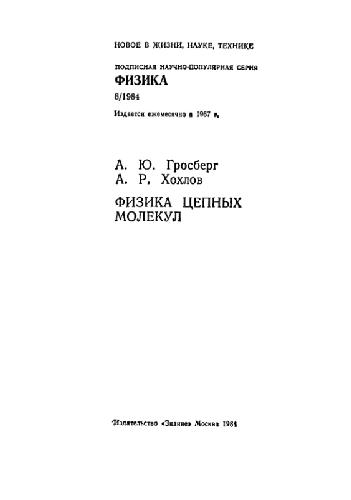 НОВОЕ В ЖИЗНИ, НАУКЕ, ТЕХНИКЕ
ПОДПИСНАЯ НАУЧНО-ПОПУЛЯРНАЯ СЕРИЯ
ФИЗИКА
6/1984
Издается ежемесячно с 1967 г.
А. Ю. Гросберг
А. Р. Хохлов
ФИЗИКА ЦЕПНЫХ
МОЛЕКУЛ
Издательство «Знание» Москва 1984